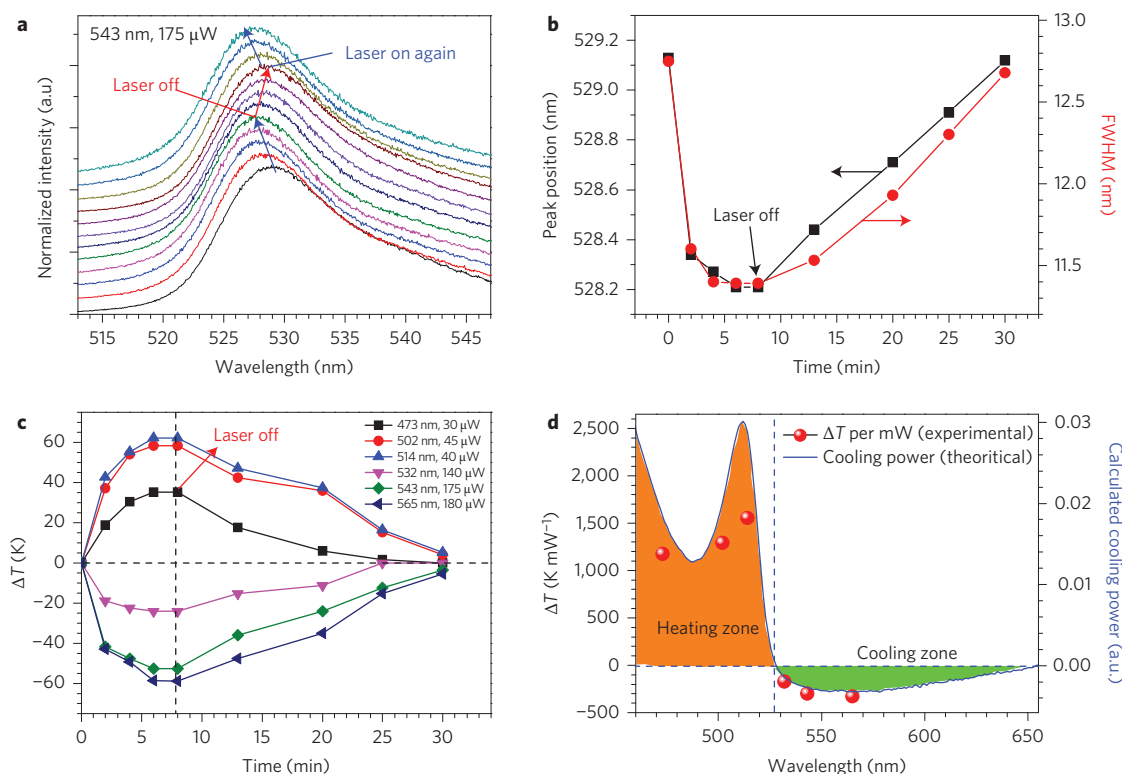 a
543 nm, 175 μW
Laser on again
Laser off
Normalized intensity (a.u)
515 520 525 530 535 540 545
Wavelength (nm)
b
529.2
529.0
528.8
528.6
528.4
528.2
Peak position (nm)
Laser off
13.0
12.5
12.0
11.5
FWHM (nm)
0 5 10 15 20 25 30
Time (min)
c
60
40
20
0
−20
−40
−60
ΔT (K)
Laser off
473 nm, 30 μW
502 nm, 45 μW
514 nm, 40 μW
532 nm, 140 μW
543 nm, 175 μW
565 nm, 180 μW
0 5 10 15 20 25 30
Time (min)
d
2,500
2,000
1,500
1,000
500
0
−500
ΔT (K mW⁻¹)
ΔT per mW (experimental)
Cooling power (theoritical)
Heating zone
Cooling zone
0.03
0.02
0.01
0.00
Calculated cooling power (a.u.)
500 550 600 650
Wavelength (nm)